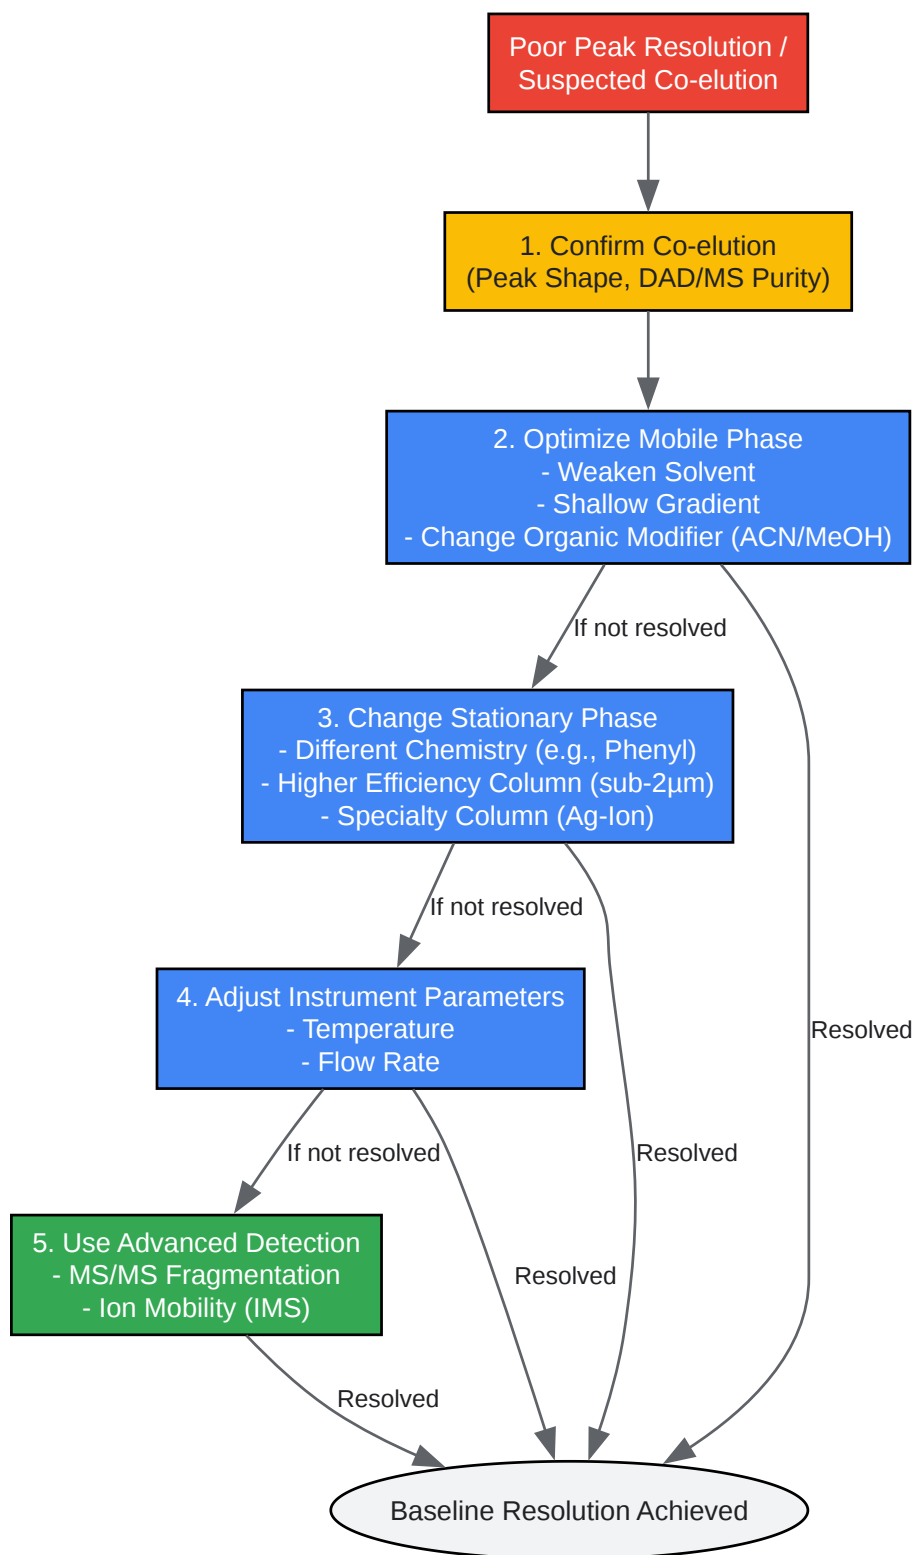 Poor Peak Resolution /
Suspected Co-elution
1. Confirm Co-elution
(Peak Shape, DAD/MS Purity)
2. Optimize Mobile Phase
- Weaken Solvent
- Shallow Gradient
- Change Organic Modifier (ACN/MeOH)
If not resolved
3. Change Stationary Phase
- Different Chemistry (e.g., Phenyl)
- Higher Efficiency Column (sub-2µm)
- Specialty Column (Ag-Ion)
If not resolved
4. Adjust Instrument Parameters
- Temperature
- Flow Rate
Resolved
If not resolved
Resolved
5. Use Advanced Detection
- MS/MS Fragmentation
- Ion Mobility (IMS)
Resolved
Resolved
Baseline Resolution Achieved